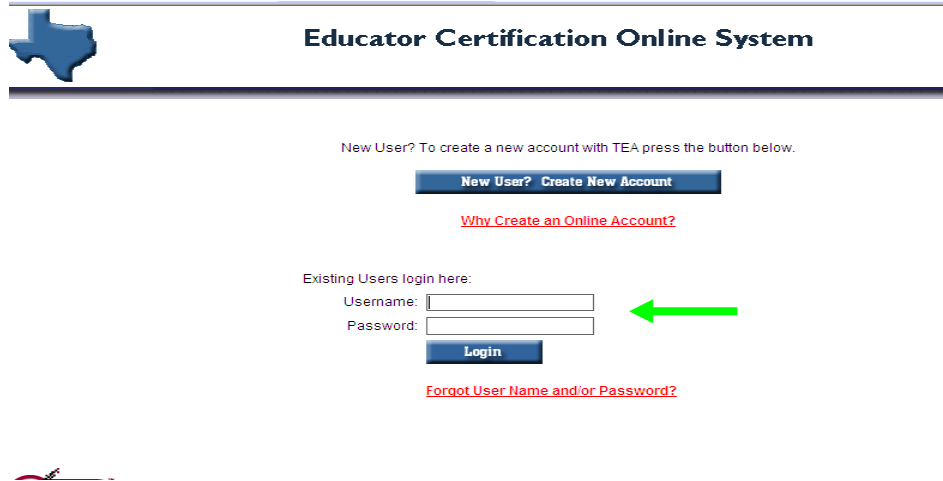 Educator Certification Online System
New User? To create a new account with TEA press the button below.
New User? Create New Account
Why Create an Online Account?
Existing Users login here:
Username:
Password:
Login
Forgot User Name and/or Password?